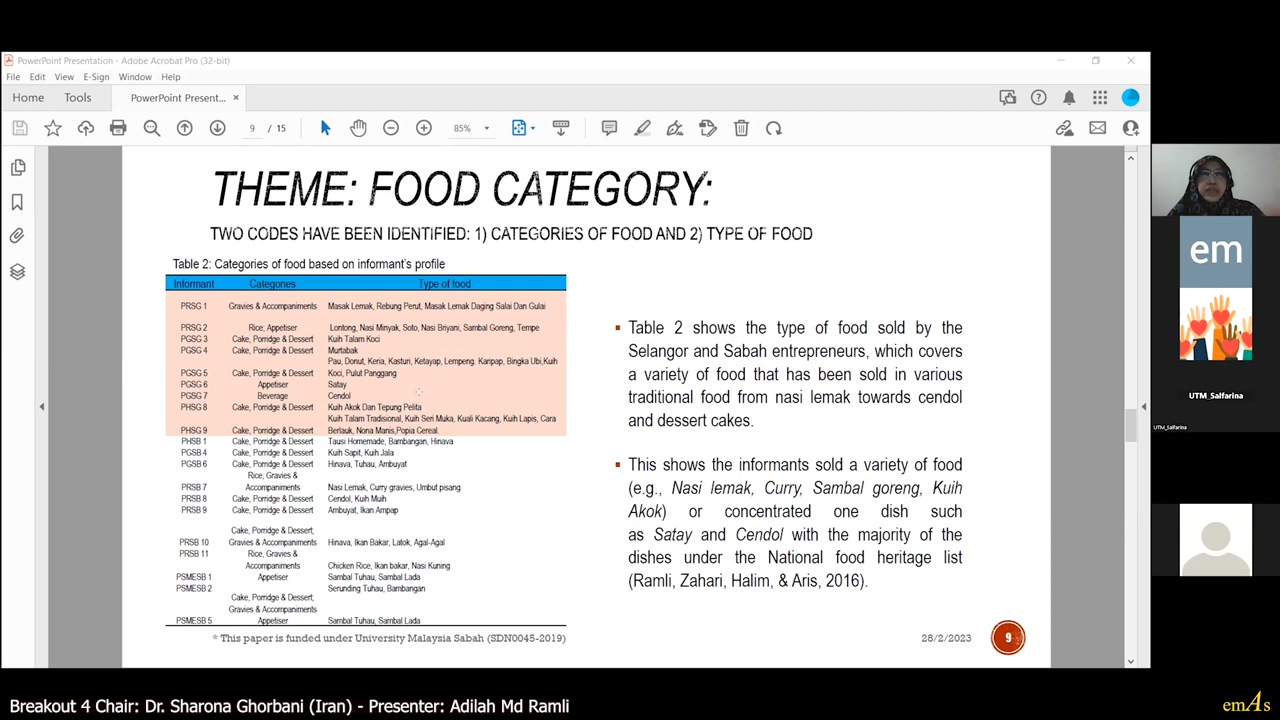 PowerPoint Presentation - Adobe Acrobat Pro (32-bit)
File Edit View E-Sign Window Help
Home Tools PowerPoint Present... ×
9 / 15 85%
THEME: FOOD CATEGORY:
TWO CODES HAVE BEEN IDENTIFIED: 1) CATEGORIES OF FOOD AND 2) TYPE OF FOOD
Table 2: Categories of food based on informant's profile
Informant Categories Type of food
PRSG 1 Gravies & Accompaniments Masak Lemak, Rebung Perut, Masak Lemak Daging Salai Dan Gulai
PRSG 2 Rice; Appetiser Lontong, Nasi Minyak, Soto, Nasi Briyani, Sambal Goreng, Tempe
PGSG 3 Cake, Porridge & Dessert Kuih Talam Koci
PGSG 4 Cake, Porridge & Dessert Murtabak
Pau, Donut, Keria, Kasturi, Ketayap, Lempeng. Karipap, Bingka Ubi,Kuih
PGSG 5 Cake, Porridge & Dessert Koci, Pulut Panggang
PGSG 6 Appetiser Satay
PGSG 7 Beverage Cendol
PHSG 8 Cake, Porridge & Dessert Kuih Akok Dan Tepung Pelita
Kuih Talam Tradisional, Kuih Seri Muka, Kuali Kacang, Kuih Lapis, Cara
PHSG 9 Cake, Porridge & Dessert Berlauk, Nona Manis,Popia Cereal.
PHSB 1 Cake, Porridge & Dessert Tausi Homemade, Bambangan, Hinava
PGSB 4 Cake, Porridge & Dessert Kuih Sapit, Kuih Jala
PGSB 6 Cake, Porridge & Dessert Hinava, Tuhau, Ambuyat
Rice, Gravies &
PRSB 7 Accompaniments Nasi Lemak, Curry gravies, Umbut pisang
PRSB 8 Cake, Porridge & Dessert Cendol, Kuih Muih
PRSB 9 Cake, Porridge & Dessert Ambuyat, Ikan Ampap
Cake, Porridge & Dessert;
PRSB 10 Gravies & Accompaniments Hinava, Ikan Bakar, Latok, Agal-Agal
PRSB 11 Rice, Gravies &
Accompaniments Chicken Rice, Ikan bakar, Nasi Kuning
PSMESB 1 Appetiser Sambal Tuhau, Sambal Lada
PSMESB 2 Serunding Tuhau, Bambangan
Cake, Porridge & Dessert;
Gravies & Accompaniments
PSMESB 5 Appetiser Sambal Tuhau, Sambal Lada
▪ Table 2 shows the type of food sold by the
Selangor and Sabah entrepreneurs, which covers
a variety of food that has been sold in various
traditional food from nasi lemak towards cendol
and dessert cakes.
▪ This shows the informants sold a variety of food
(e.g., Nasi lemak, Curry, Sambal goreng, Kuih
Akok) or concentrated one dish such
as Satay and Cendol with the majority of the
dishes under the National food heritage list
(Ramli, Zahari, Halim, & Aris, 2016).
* This paper is funded under University Malaysia Sabah (SDN0045-2019)
28/2/2023 9
em
UTM_Salfarina
UTM_Salfarina
Breakout 4 Chair: Dr. Sharona Ghorbani (Iran) - Presenter: Adilah Md Ramli
emAs